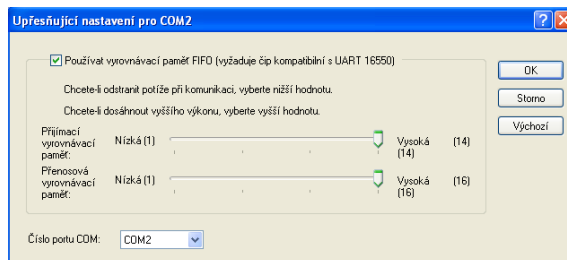 Upřesňující nastavení pro COM2
Používat vyrovnávací paměť FIFO (vyžaduje čip kompatibilní s UART 16550)
OK
Chcete-li odstranit potíže při komunikaci, vyberte nižší hodnotu.
Storno
Chcete-li dosáhnout vyššího výkonu, vyberte vyšší hodnotu.
Výchozí
Přijímací vyrovnávací paměť:
Nízká (1)
Vysoká (14)
(14)
Přenosová vyrovnávací paměť:
Nízká (1)
Vysoká (16)
(16)
Číslo portu COM:
COM2